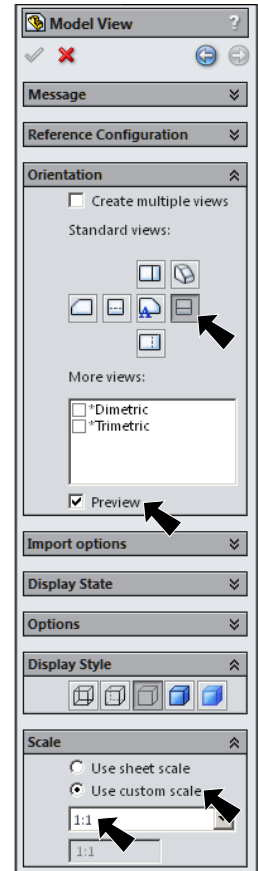 Model View ?
Message
Reference Configuration
Orientation
Create multiple views
Standard views:
A
More views:
*Dimetric
*Trimetric
Preview
Import options
Display State
Options
Display Style
Scale
Use sheet scale
Use custom scale
1:1
1:1